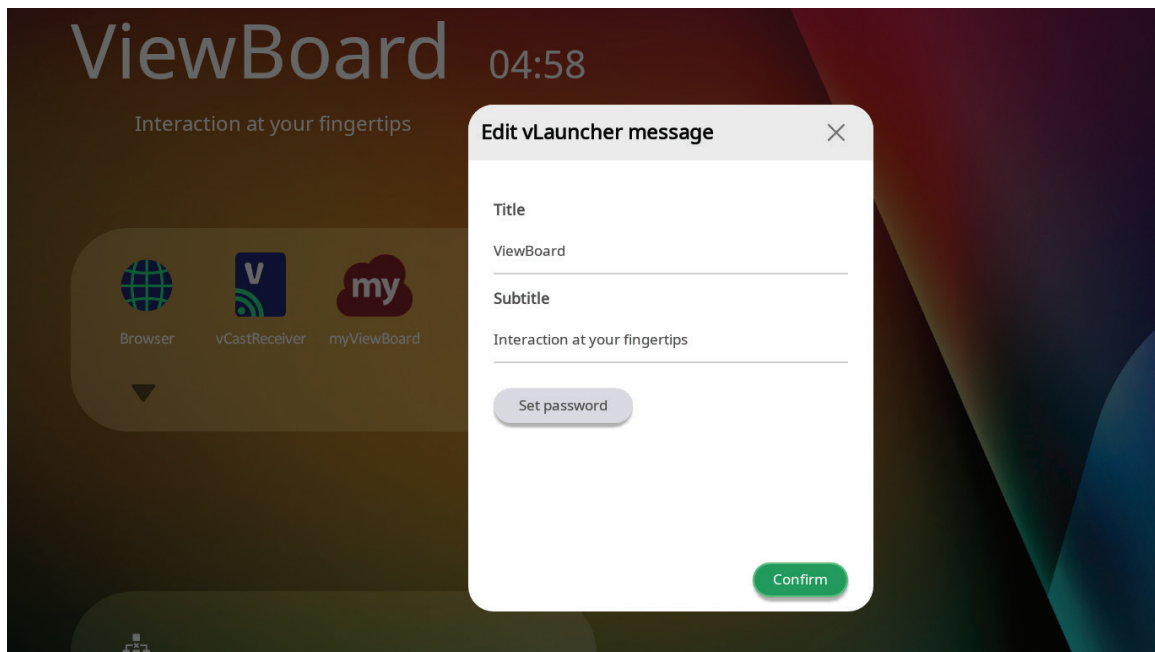 ViewBoard 04:58
Interaction at your fingertips
Edit vLauncher message
Title
ViewBoard
Subtitle
Interaction at your fingertips
Set password
Confirm
V
my
Browser vCastReceiver myViewBoard